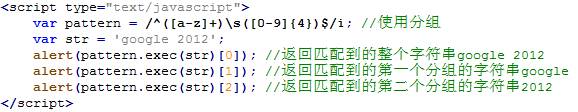 <script type="text/javascript">
    var pattern = /^([a-z]+)\s([0-9]{4})$/i; //使用分组
    var str = 'google 2012';
    alert(pattern.exec(str)[0]); //返回匹配到的整个字符串google 2012
    alert(pattern.exec(str)[1]); //返回匹配到的第一个分组的字符串google
    alert(pattern.exec(str)[2]); //返回匹配到的第二个分组的字符串2012
</script>